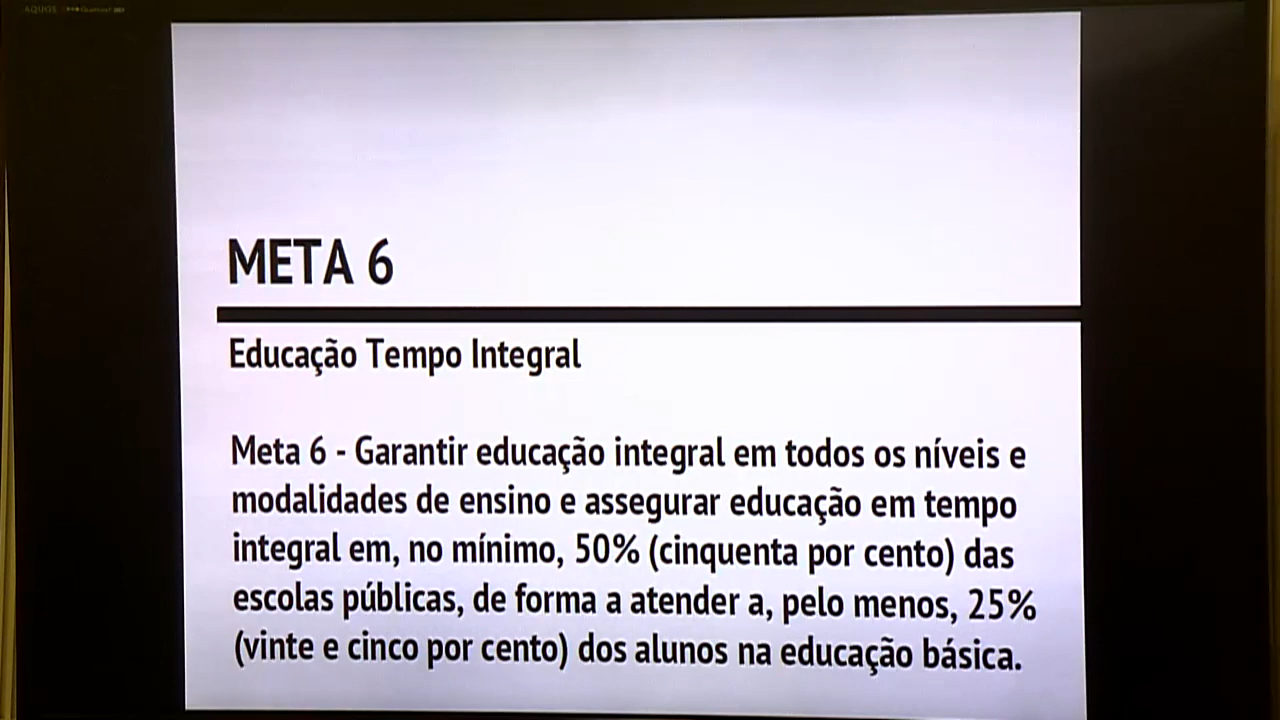 AQUOS
META 6
Educação Tempo Integral
Meta 6 - Garantir educação integral em todos os níveis e
modalidades de ensino e assegurar educação em tempo
integral em, no mínimo, 50% (cinquenta por cento) das
escolas públicas, de forma a atender a, pelo menos, 25%
(vinte e cinco por cento) dos alunos na educação básica.